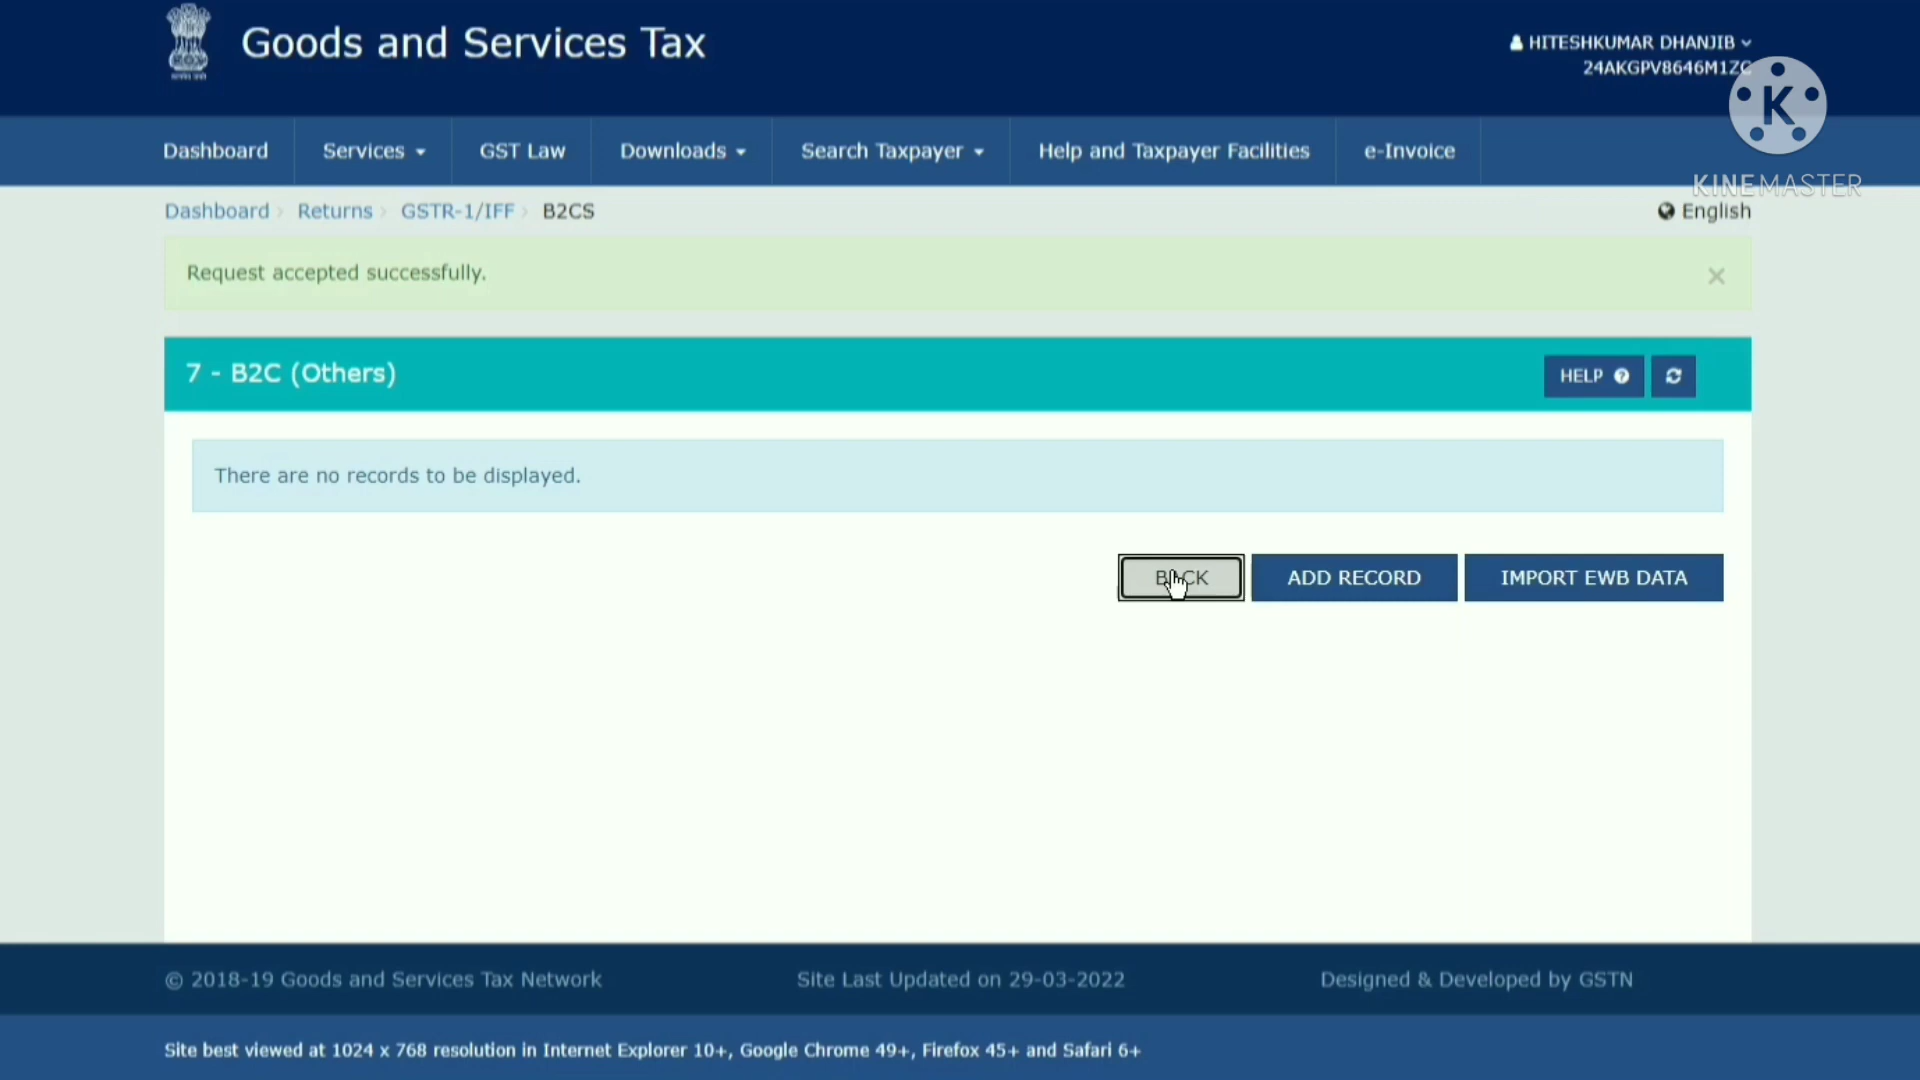 Goods and Services Tax
HITESHKUMAR DHANJIB
24AKGPV8646M1ZC
K
KINEMASTER
Dashboard
Services
GST Law
Downloads
Search Taxpayer
Help and Taxpayer Facilities
e-Invoice
Dashboard
Returns
GSTR-1/IFF
B2CS
English
Request accepted successfully.
7 - B2C (Others)
HELP
There are no records to be displayed.
BACK
ADD RECORD
IMPORT EWB DATA
© 2018-19 Goods and Services Tax Network
Site Last Updated on 29-03-2022
Designed & Developed by GSTN
Site best viewed at 1024 x 768 resolution in Internet Explorer 10+, Google Chrome 49+, Firefox 45+ and Safari 6+